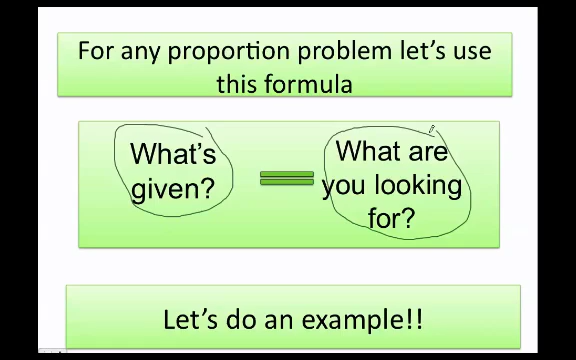 For any proportion problem let's use
this formula
What's
given?
=
What are
you looking
for?
Let's do an example!!